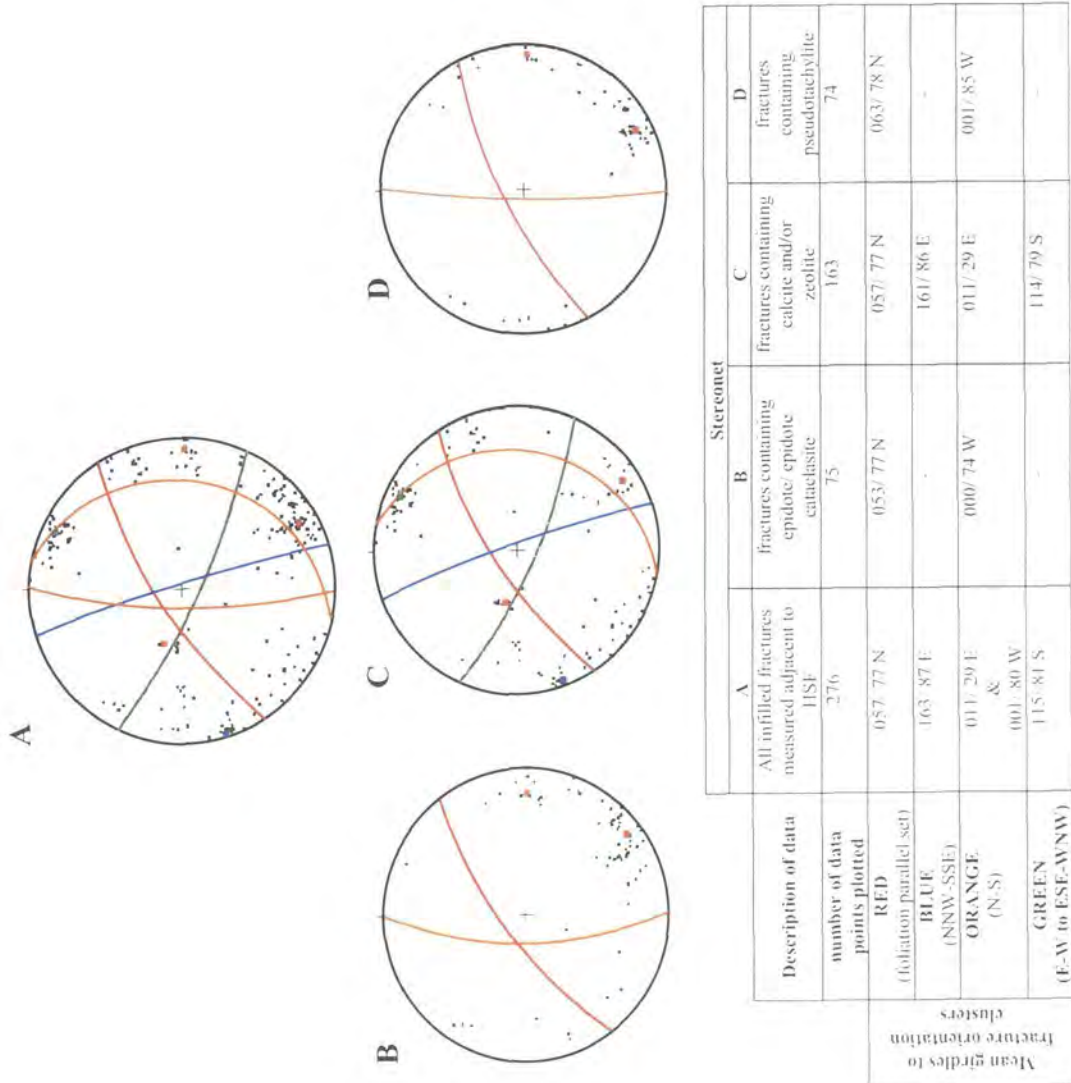 A
B
C
D
Stereonet
A
B
C
D
Description of data
All infilled fractures
measured adjacent to
HSF
fractures containing
epidote/ epidote
cataclasite
fractures containing
calcite and/or
zeolite
fractures
containing
pseudotachylite
number of data
points plotted
276
75
163
74
Mean girdles to
fracture orientation
clusters
RED
(foliation parallel set)
057/ 77 N
053/ 77 N
057/ 77 N
063/ 78 N
BLUE
(NNW-SSE)
163/ 87 E
-
161/ 86 E
-
ORANGE
(N-S)
011/ 29 E
&
001/ 80 W
000/ 74 W
011/ 29 E
001/ 85 W
GREEN
(E-W to ESE-WNW)
115/ 81 S
-
114/ 79 S
-